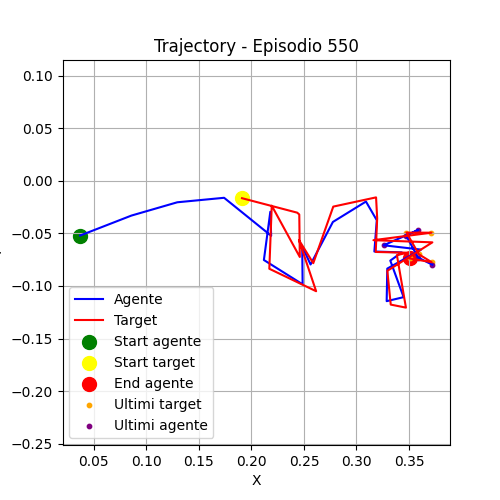 Trajectory - Episodio 550
0.10
0.05
0.00
−0.05
−0.10
−0.15
−0.20
−0.25
Agente
Target
Start agente
Start target
End agente
Ultimi target
Ultimi agente
0.05 0.10 0.15 0.20 0.25 0.30 0.35
X